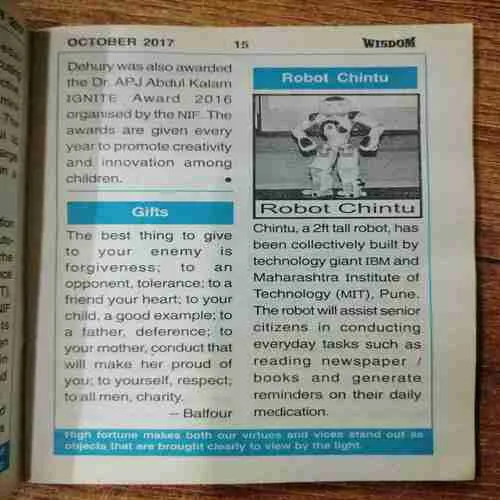 OCTOBER 2017 15 WISDOM
Dehury was also awarded
the Dr. APJ Abdul Kalam
IGNITE Award 2016
organised by the NIF. The
awards are given every
year to promote creativity
and innovation among
children. •
Gifts
The best thing to give
to your enemy is
forgiveness; to an
opponent, tolerance; to a
friend your heart; to your
child, a good example; to
a father, deference; to
your mother, conduct that
will make her proud of
you; to yourself, respect;
to all men, charity.
– Balfour
Robot Chintu
Robot Chintu
Chintu, a 2ft tall robot, has
been collectively built by
technology giant IBM and
Maharashtra Institute of
Technology (MIT), Pune.
The robot will assist senior
citizens in conducting
everyday tasks such as
reading newspaper /
books and generate
reminders on their daily
medication.
High fortune makes both our virtues and vices stand out as
objects that are brought clearly to view by the light.